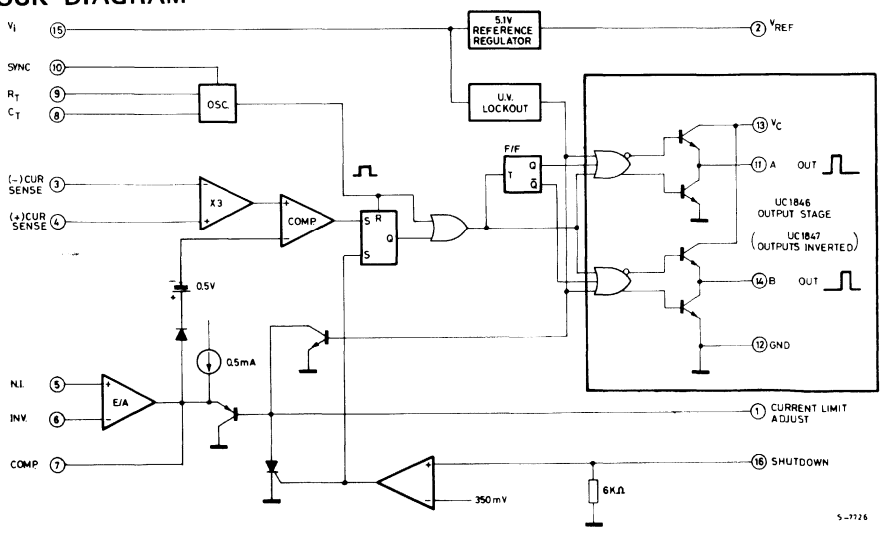 OCK DIAGRAM
Vi 15
5.1V
REFERENCE
REGULATOR
2 VREF
SYNC 10
RT 9
CT 8
OSC.
U.V.
LOCKOUT
13 VC
F/F
T
Q
Q̅
11 A OUT
(-)CUR
SENSE 3
(+)CUR
SENSE 4
-
X3
+
+
COMP
-
S
R
Q
S
UC1846
OUTPUT STAGE
(UC1847
OUTPUTS INVERTED)
14 B OUT
12 GND
-
+
0.5V
0.5mA
N.I. 5
INV. 6
+
E/A
-
COMP. 7
1 CURRENT LIMIT
ADJUST
16 SHUTDOWN
+
-
350mV
6KΩ
S-7726